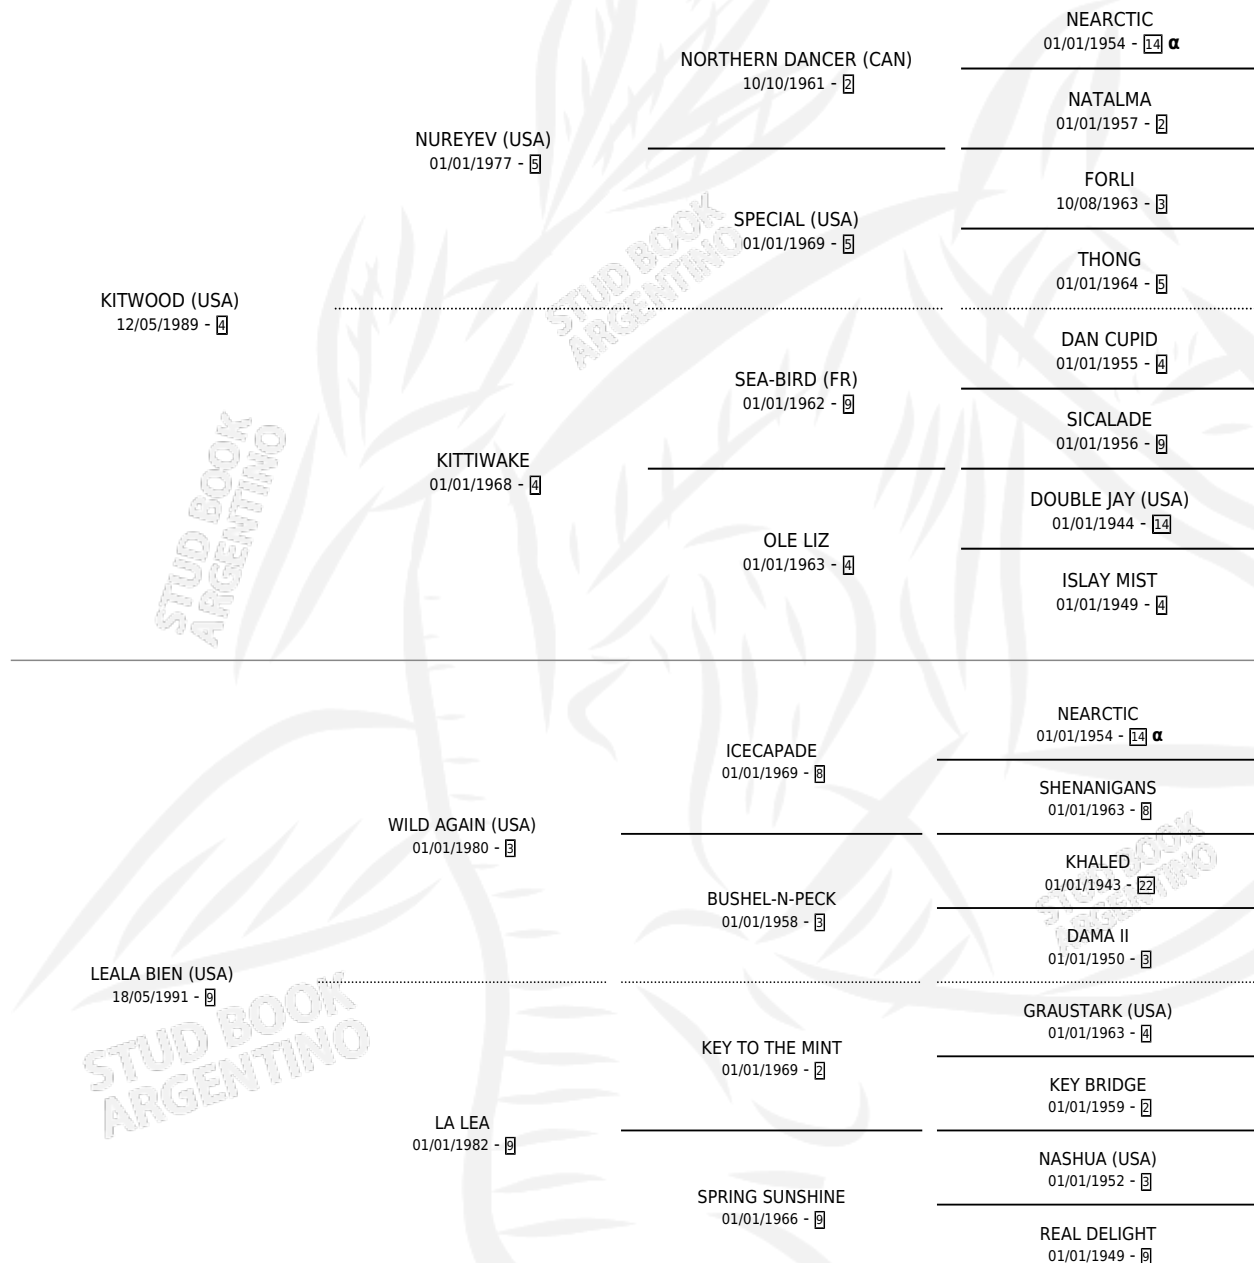 NEARCTIC
01/01/1954 - 14 α
NORTHERN DANCER (CAN)
10/10/1961 - 2
NATALMA
01/01/1957 - 2
NUREYEV (USA)
01/01/1977 - 5
FORLI
10/08/1963 - 3
SPECIAL (USA)
01/01/1969 - 5
THONG
01/01/1964 - 5
KITWOOD (USA)
12/05/1989 - 4
DAN CUPID
01/01/1955 - 4
SEA-BIRD (FR)
01/01/1962 - 9
SICALADE
01/01/1956 - 9
KITTIWAKE
01/01/1968 - 4
DOUBLE JAY (USA)
01/01/1944 - 14
OLE LIZ
01/01/1963 - 4
ISLAY MIST
01/01/1949 - 4
NEARCTIC
01/01/1954 - 14 α
ICECAPADE
01/01/1969 - 8
SHENANIGANS
01/01/1963 - 8
WILD AGAIN (USA)
01/01/1980 - 3
KHALED
01/01/1943 - 22
BUSHEL-N-PECK
01/01/1958 - 3
DAMA II
01/01/1950 - 3
LEALA BIEN (USA)
18/05/1991 - 9
GRAUSTARK (USA)
01/01/1963 - 4
KEY TO THE MINT
01/01/1969 - 2
KEY BRIDGE
01/01/1959 - 2
LA LEA
01/01/1982 - 9
NASHUA (USA)
01/01/1952 - 3
SPRING SUNSHINE
01/01/1966 - 9
REAL DELIGHT
01/01/1949 - 9
STUD BOOK
ARGENTINO
STUD BOOK
ARGENTINO
STUD BOOK
ARGENTINO
STUD BOOK
ARGENTINO